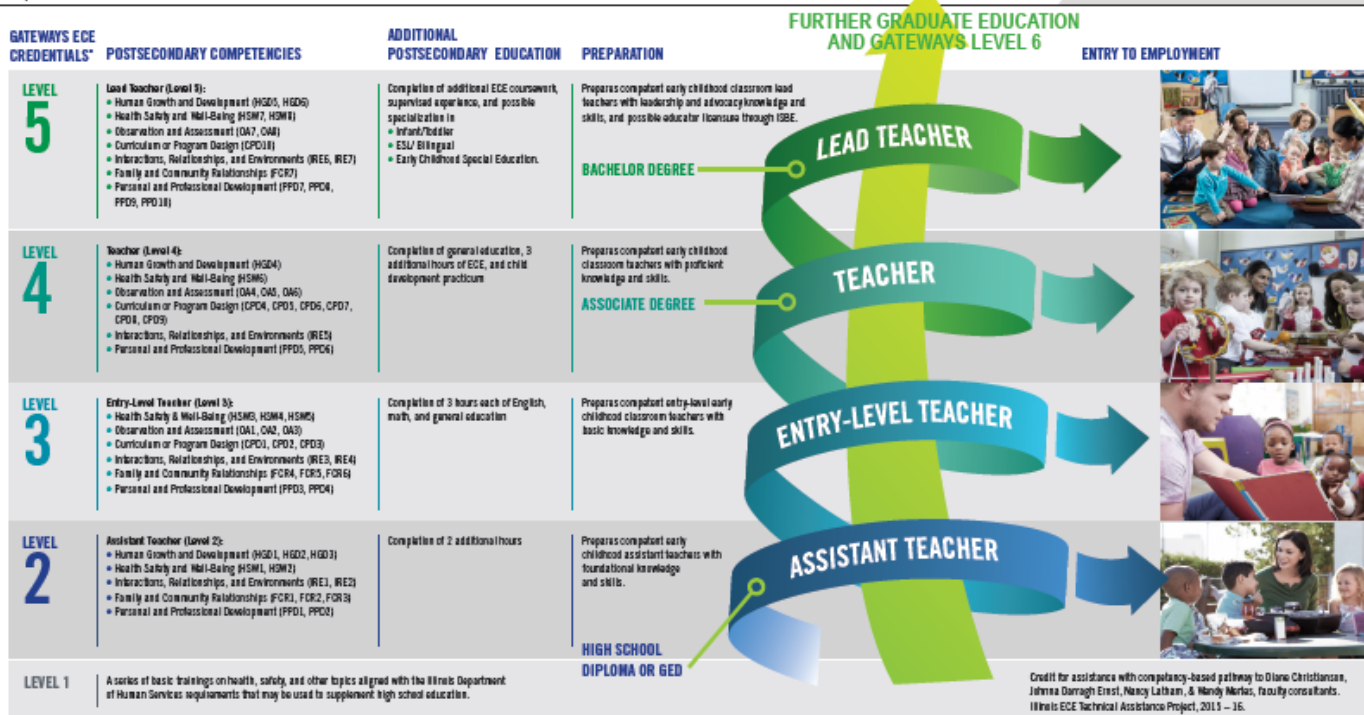 FURTHER GRADUATE EDUCATION
AND GATEWAYS LEVEL 6
GATEWAYS ECE
CREDENTIALS*
POSTSECONDARY COMPETENCIES
ADDITIONAL
POSTSECONDARY EDUCATION
PREPARATION
ENTRY TO EMPLOYMENT
LEVEL
5
Lead Teacher (Level 5):
• Human Growth and Development (HGD5, HGD6)
• Health Safety and Well-Being (HSW7, HSW8)
• Observation and Assessment (OA7, OA8)
• Curriculum or Program Design (CPD10)
• Interactions, Relationships, and Environments (IRE6, IRE7)
• Family and Community Relationships (FCR7)
• Personal and Professional Development (PPD7, PPD8,
PPD9, PPD10)
Completion of additional ECE coursework,
supervised experience, and possible
specialization in
• Infant/Toddler
• ESL/ Bilingual
• Early Childhood Special Education.
Prepares competent early childhood classroom lead
teachers with leadership and advocacy knowledge and
skills, and possible educator licensure through ISBE.
BACHELOR DEGREE
LEAD TEACHER
LEVEL
4
Teacher (Level 4):
• Human Growth and Development (HGD4)
• Health Safety and Well-Being (HSW6)
• Observation and Assessment (OA4, OA5, OA6)
• Curriculum or Program Design (CPD4, CPD5, CPD6, CPD7,
CPD8, CPD9)
• Interactions, Relationships, and Environments (IRE5)
• Personal and Professional Development (PPD5, PPD6)
Completion of general education, 3
additional hours of ECE, and child
development practicum
Prepares competent early childhood
classroom teachers with proficient
knowledge and skills.
ASSOCIATE DEGREE
TEACHER
LEVEL
3
Entry-Level Teacher (Level 3):
• Health Safety & Well-Being (HSW3, HSW4, HSW5)
• Observation and Assessment (OA1, OA2, OA3)
• Curriculum or Program Design (CPD1, CPD2, CPD3)
• Interactions, Relationships, and Environments (IRE3, IRE4)
• Family and Community Relationships (FCR4, FCR5, FCR6)
• Personal and Professional Development (PPD3, PPD4)
Completion of 3 hours each of English,
math, and general education
Prepares competent entry-level early
childhood classroom teachers with
basic knowledge and skills.
ENTRY-LEVEL TEACHER
LEVEL
2
Assistant Teacher (Level 2):
• Human Growth and Development (HGD1, HGD2, HGD3)
• Health Safety and Well-Being (HSW1, HSW2)
• Interactions, Relationships, and Environments (IRE1, IRE2)
• Family and Community Relationships (FCR1, FCR2, FCR3)
• Personal and Professional Development (PPD1, PPD2)
Completion of 2 additional hours
Prepares competent early
childhood assistant teachers with
foundational knowledge
and skills.
ASSISTANT TEACHER
HIGH SCHOOL
DIPLOMA OR GED
LEVEL 1
A series of basic trainings on health, safety, and other topics aligned with the Illinois Department
of Human Services requirements that may be used to supplement high school education.
Credit for assistance with competency-based pathway to Diane Christianson,
Johnna Darragh Ernst, Nancy Latham, & Wendy Mertes, faculty consultants.
Illinois ECE Technical Assistance Project, 2015 – 16.